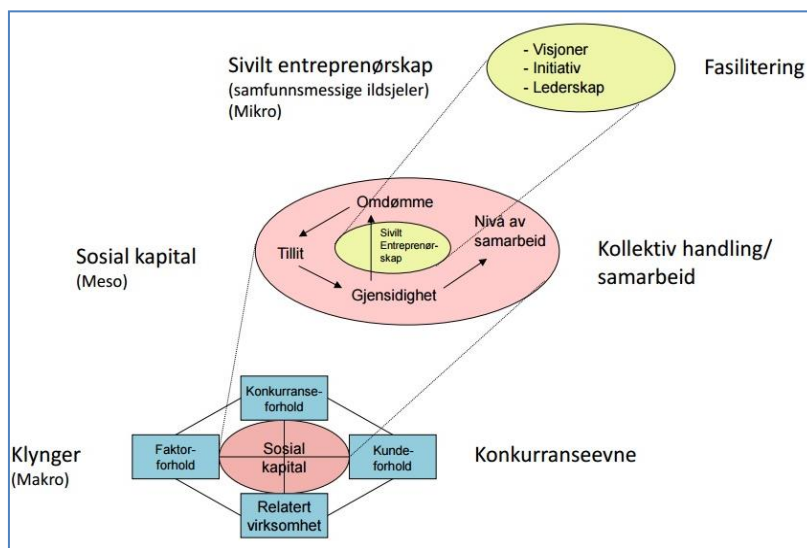 Sivilt entreprenørskap
(samfunnsmessige ildsjeler)
(Mikro)
- Visjoner
- Initiativ
- Lederskap
Fasilitering
Sosial kapital
(Meso)
Omdømme
Tillit
Sivilt
Entreprenør-
skap
Gjensidighet
Nivå av
samarbeid
Kollektiv handling/
samarbeid
Klynger
(Makro)
Konkurranse-
forhold
Faktor-
forhold
Sosial
kapital
Kunde-
forhold
Relatert
virksomhet
Konkurranseevne